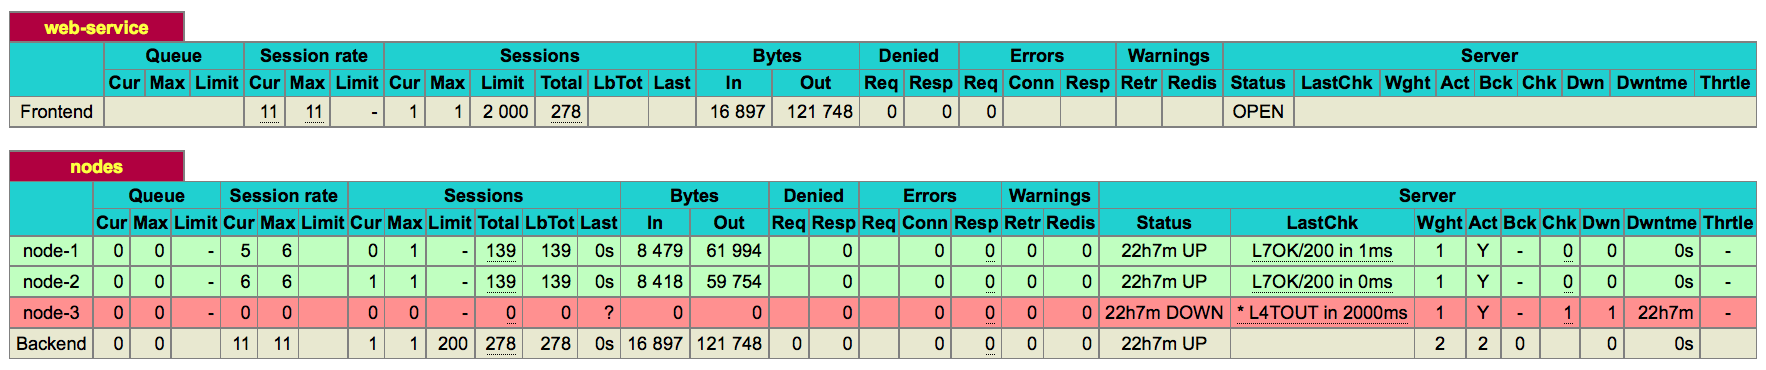 web-service
Queue Session rate Sessions Bytes Denied Errors Warnings Server
Cur Max Limit Cur Max Limit Cur Max Limit Total LbTot Last In Out Req Resp Req Conn Resp Retr Redis Status LastChk Wght Act Bck Chk Dwn Dwntme Thrtle
Frontend 11 11 - 1 1 2 000 278 16 897 121 748 0 0 0 OPEN
nodes
Queue Session rate Sessions Bytes Denied Errors Warnings Server
Cur Max Limit Cur Max Limit Cur Max Limit Total LbTot Last In Out Req Resp Req Conn Resp Retr Redis Status LastChk Wght Act Bck Chk Dwn Dwntme Thrtle
node-1 0 0 - 5 6 0 1 - 139 139 0s 8 479 61 994 0 0 0 0 0 22h7m UP L7OK/200 in 1ms 1 Y - 0 0 0s -
node-2 0 0 - 6 6 1 1 - 139 139 0s 8 418 59 754 0 0 0 0 0 22h7m UP L7OK/200 in 0ms 1 Y - 0 0 0s -
node-3 0 0 - 0 0 0 0 - 0 0 ? 0 0 0 0 0 0 0 22h7m DOWN * L4TOUT in 2000ms 1 Y - 1 1 22h7m -
Backend 0 0 11 11 1 1 200 278 278 0s 16 897 121 748 0 0 0 0 0 0 22h7m UP 2 2 0 0 0s